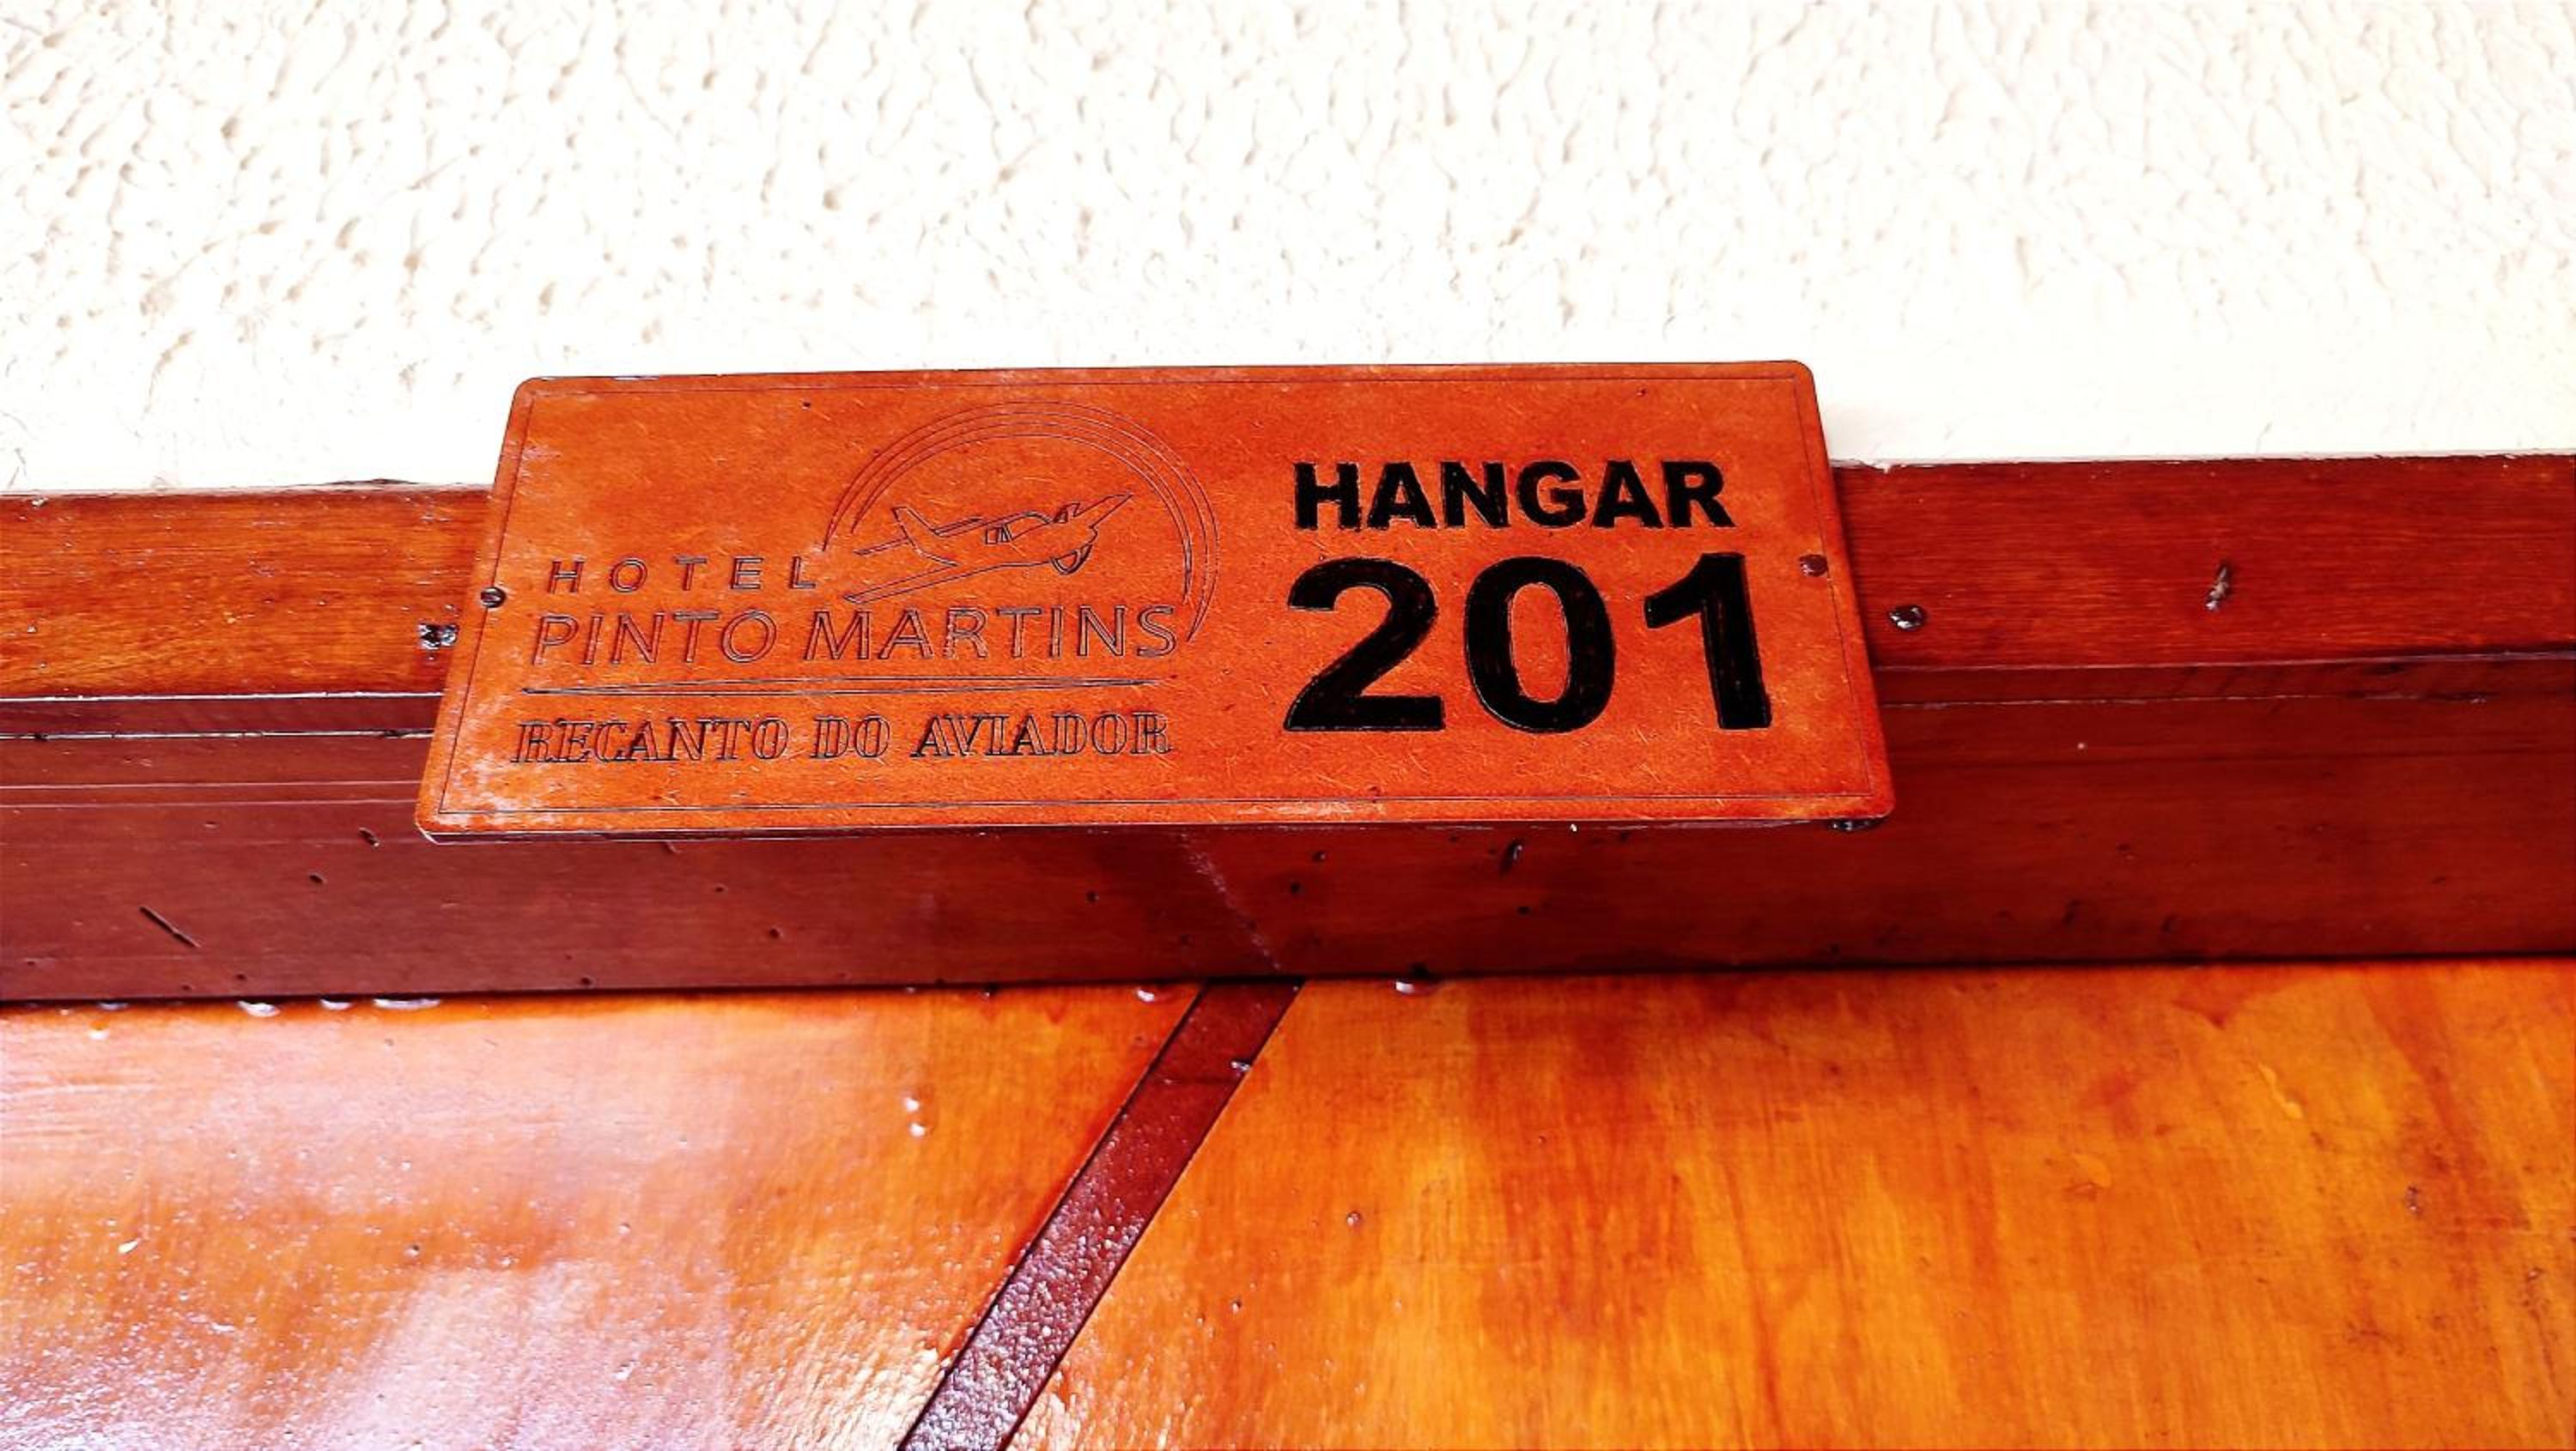 HOTEL
PINTO MARTINS
RECANTO DO AVIADOR
HANGAR
201